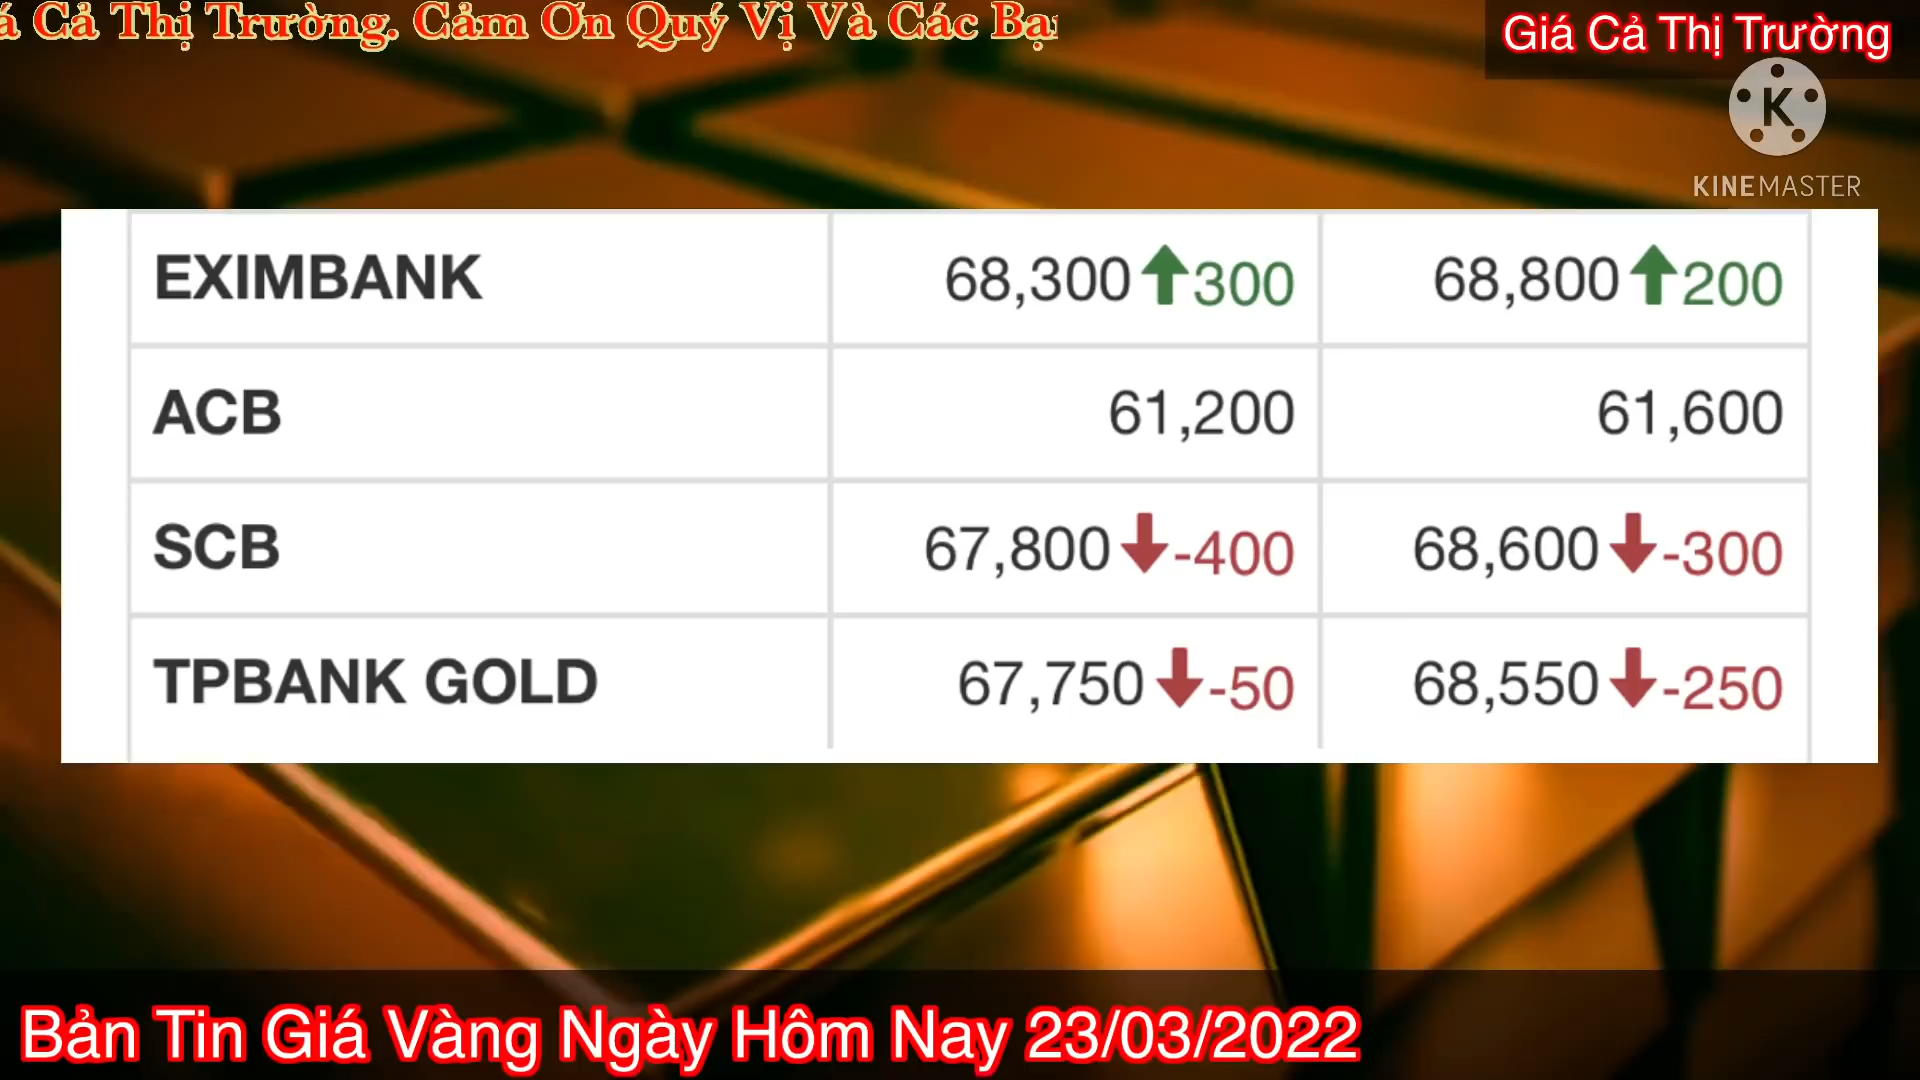 Cả Thị Trường. Cảm Ơn Quý Vị Và Các
Giá Cả Thị Trường
K
KINEMASTER
EXIMBANK 68,300 300 68,800 200
ACB 61,200 61,600
SCB 67,800 -400 68,600 -300
TPBANK GOLD 67,750 -50 68,550 -250
Bản Tin Giá Vàng Ngày Hôm Nay 23/03/2022